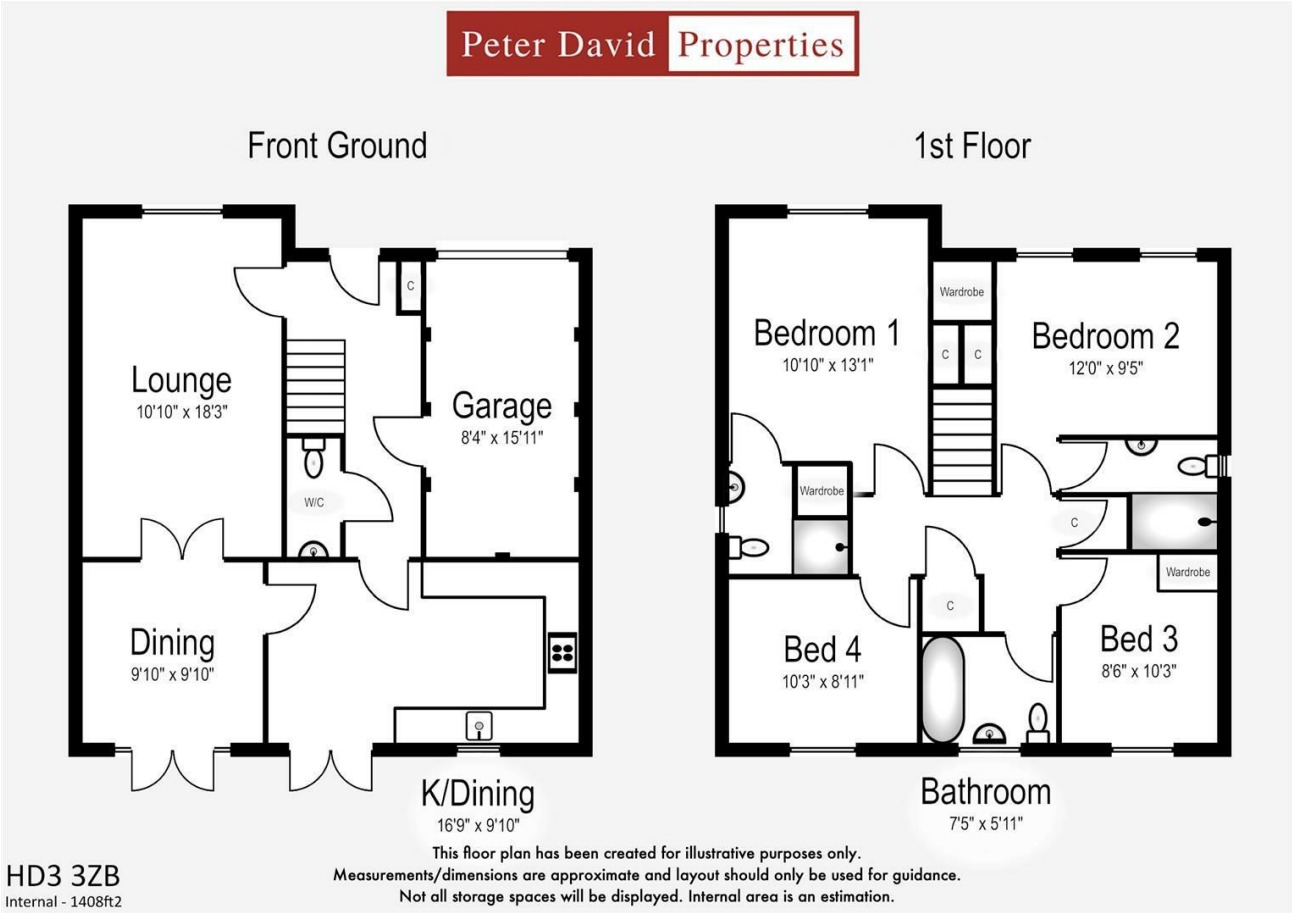 Peter David Properties
Front Ground
1st Floor
C
Lounge
10'10" x 18'3"
Garage
8'4" x 15'11"
W/C
Dining
9'10" x 9'10"
K/Dining
16'9" x 9'10"
Wardrobe
Bedroom 1
10'10" x 13'1"
C
C
Bedroom 2
12'0" x 9'5"
Wardrobe
C
Wardrobe
C
Bed 4
10'3" x 8'11"
Bed 3
8'6" x 10'3"
Bathroom
7'5" x 5'11"
This floor plan has been created for illustrative purposes only.
Measurements/dimensions are approximate and layout should only be used for guidance.
Not all storage spaces will be displayed. Internal area is an estimation.
HD3 3ZB
Internal - 1408ft2